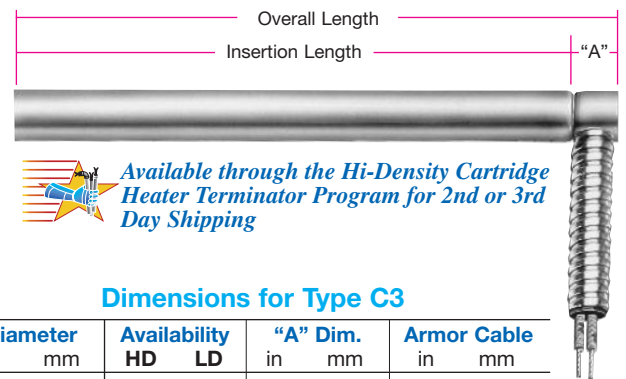 Overall Length
Insertion Length "A"
Available through the Hi-Density Cartridge
Heater Terminator Program for 2nd or 3rd
Day Shipping
Dimensions for Type C3
iameter Availability “A” Dim. Armor Cable
mm HD LD in mm in mm